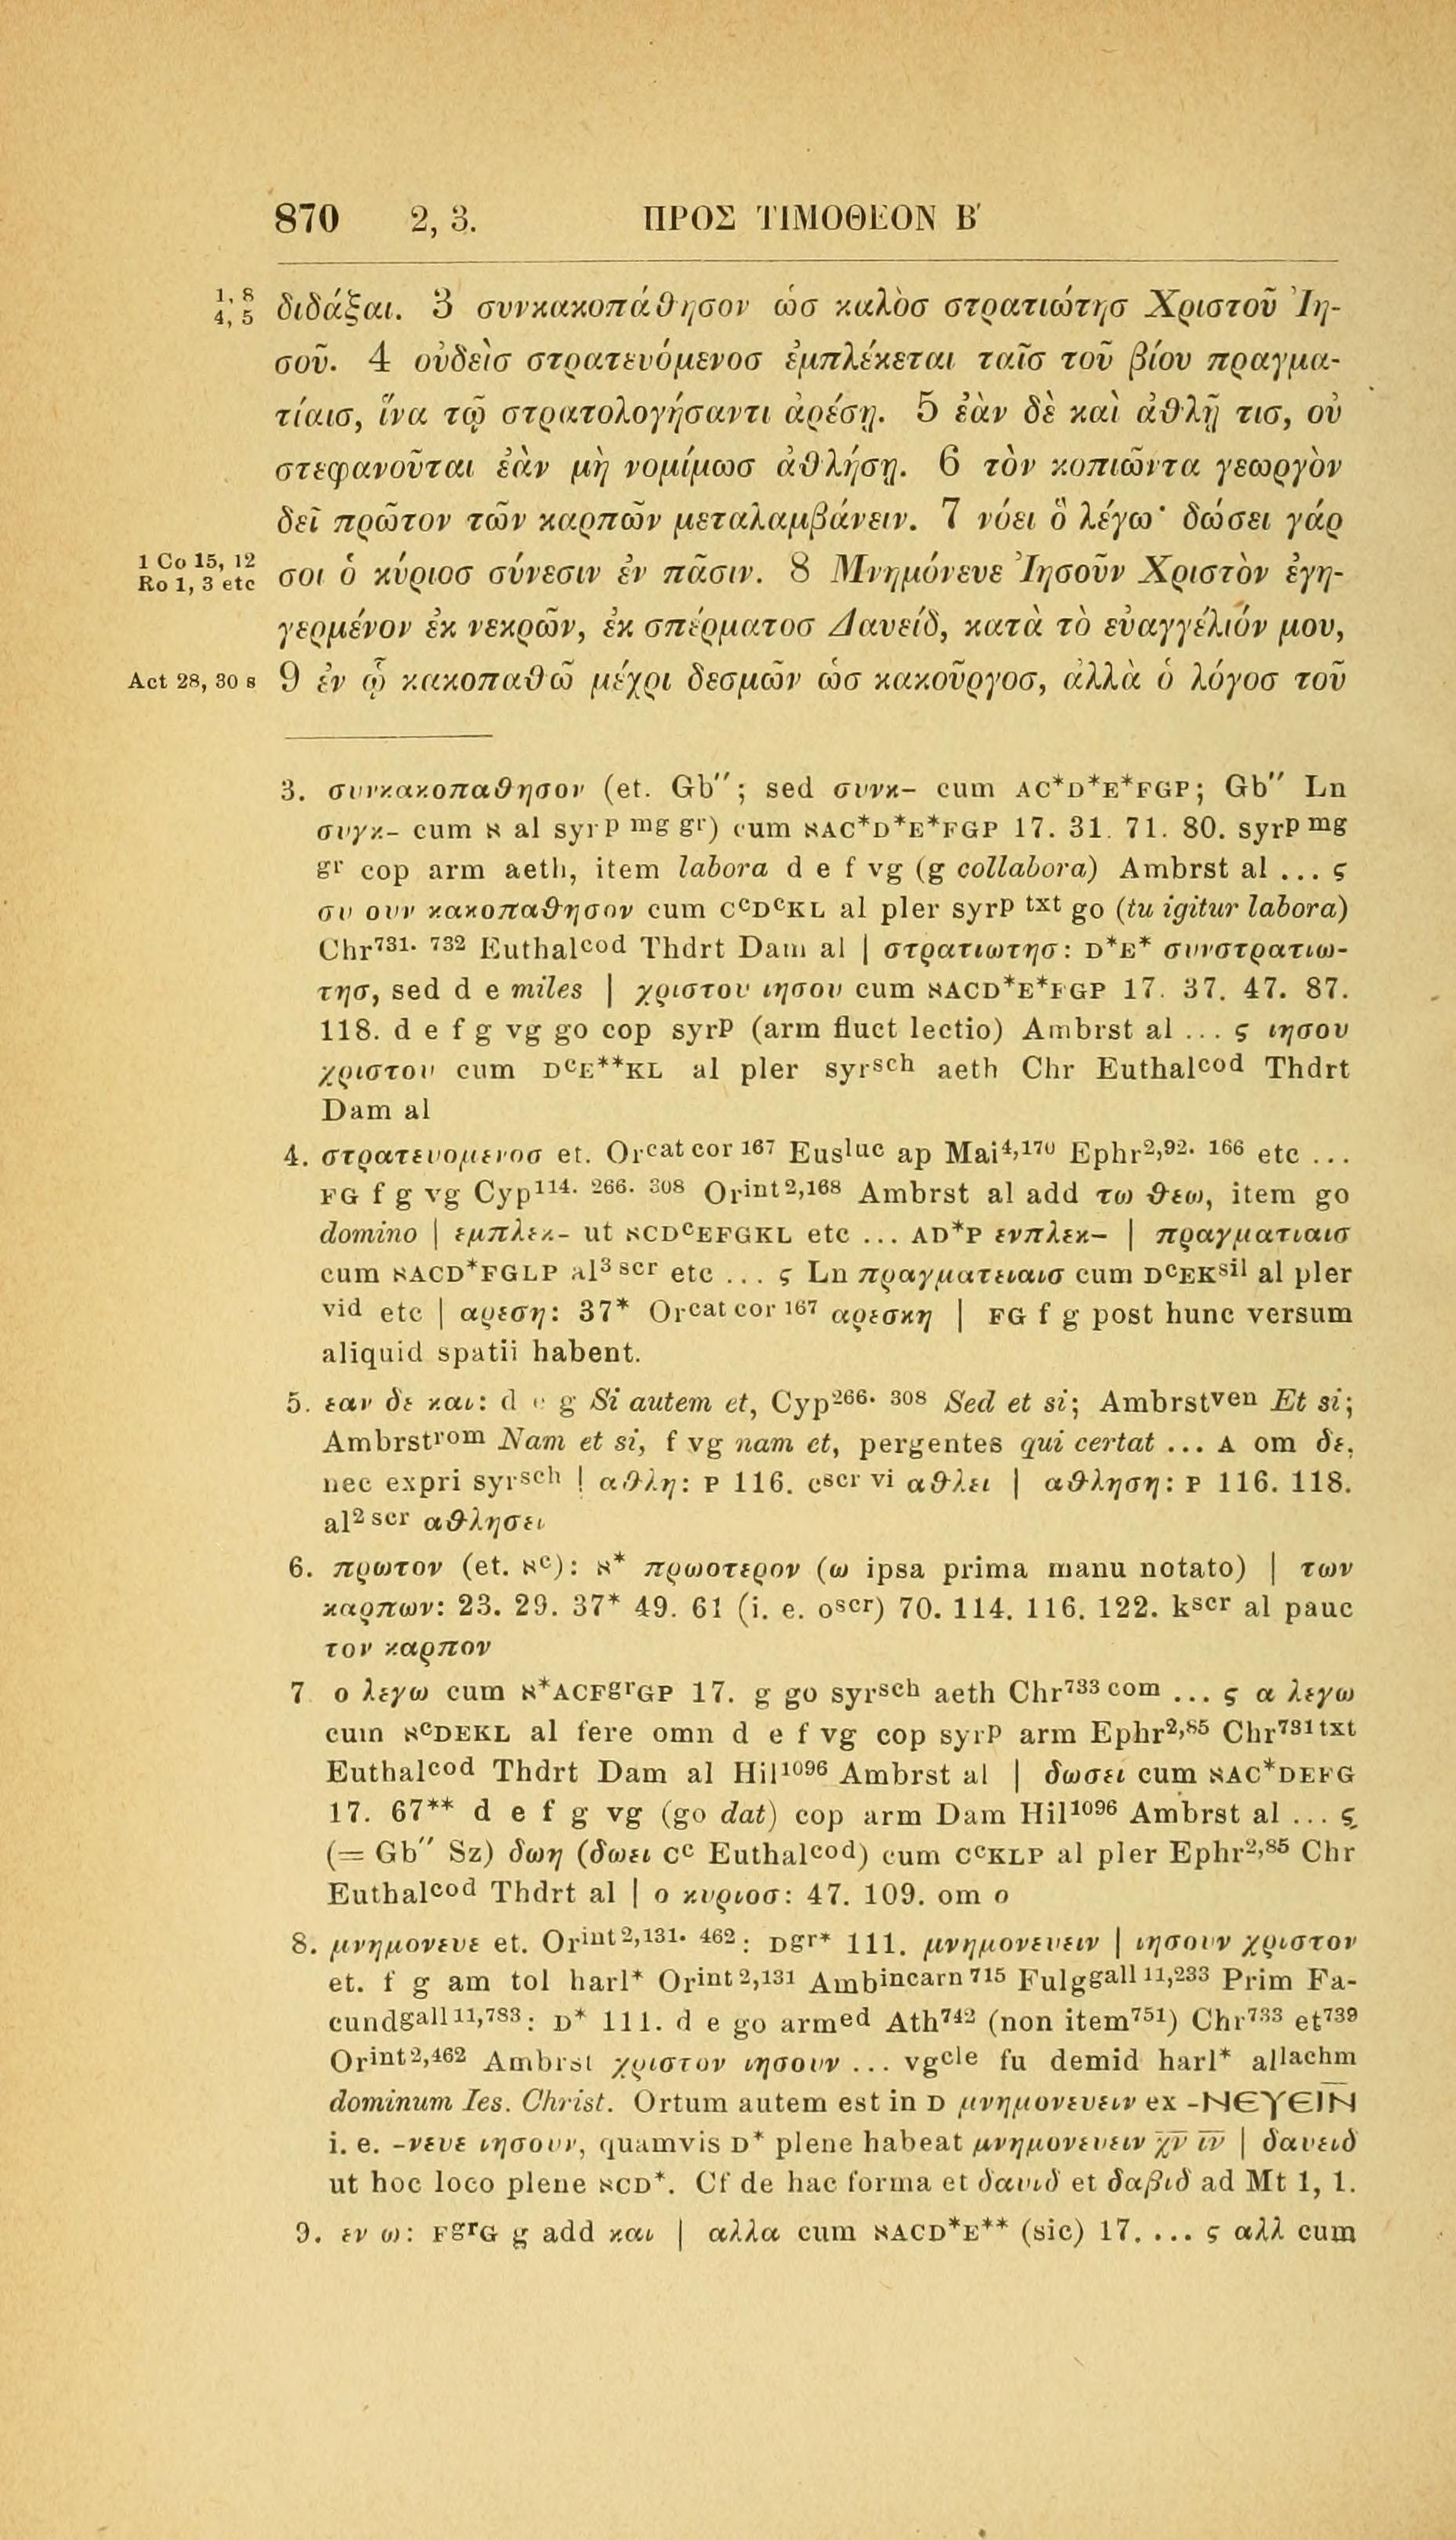 870 2, 3. ΠΡΟΣ ΤΙΜΟΘΕΟΝ Β'
1, 8
4, 5
διδάξαι. 3 συνκακοπάθησον ὡσ καλὸσ στρατιώτησ Χριστοῦ Ἰη-
σοῦ. 4 οὐδεὶσ στρατευόμενοσ ἐμπλέκεται ταῖσ τοῦ βίου πραγμα-
τίαισ, ἵνα τῷ στρατολογήσαντι ἀρέσῃ. 5 ἐὰν δὲ καὶ ἀθλῇ τισ, οὐ
στεφανοῦται ἐὰν μὴ νομίμωσ ἀθλήσῃ. 6 τὸν κοπιῶντα γεωργὸν
δεῖ πρῶτον τῶν καρπῶν μεταλαμβάνειν. 7 νόει ὃ λέγω· δώσει γάρ
1 Co 15, 12
Ro 1, 3 etc
σοι ὁ κύριοσ σύνεσιν ἐν πᾶσιν. 8 Μνημόνευε Ἰησοῦν Χριστὸν ἐγη-
γερμένον ἐκ νεκρῶν, ἐκ σπέρματοσ Δαυείδ, κατὰ τὸ εὐαγγέλιόν μου,
Act 28, 30 s
9 ἐν ᾧ κακοπαθῶ μέχρι δεσμῶν ὡσ κακοῦργοσ, ἀλλὰ ὁ λόγοσ τοῦ
3. συνκακοπαθησον (et. Gb″; sed συνκ- cum AC*D*E*FGP; Gb″ Ln
συγκ- cum ℵ al syrᵖ ᵐᵍ ᵍʳ) cum ℵAC*D*E*FGP 17. 31. 71. 80. syrᵖ ᵐᵍ
ᵍʳ cop arm aeth, item labora d e f vg (g collabora) Ambrst al ... ς
συ ουν κακοπαθησον cum CᶜDᶜKL al pler syrᵖ ᵗˣᵗ go (tu igitur labora)
Chr⁷³¹· ⁷³² Euthalᶜᵒᵈ Thdrt Dam al | στρατιωτησ: D*E* συνστρατιω-
τησ, sed d e miles | χριστου ιησου cum ℵACD*E*FGP 17. 37. 47. 87.
118. d e f g vg go cop syrᵖ (arm fluct lectio) Ambrst al ... ς ιησου
χριστου cum DᶜE**KL al pler syrˢᶜʰ aeth Chr Euthalᶜᵒᵈ Thdrt
Dam al
4. στρατευομενοσ et. Orᶜᵃᵗ ᶜᵒʳ ¹⁶⁷ Eusˡᵘᶜ ap Mai⁴,¹⁷⁰ Ephr²,⁹²· ¹⁶⁶ etc ...
FG f g vg Cyp¹¹⁴· ²⁶⁶· ³⁰⁸ Orⁱⁿᵗ ²,¹⁶⁸ Ambrst al add τω θεω, item go
domino | εμπλεκ- ut ℵCDᶜEFGKL etc ... AD*P ενπλεκ- | πραγματιαισ
cum ℵACD*FGLP al³ ˢᶜʳ etc ... ς Ln πραγματειαισ cum DᶜEKˢⁱˡ al pler
ᵛⁱᵈ etc | αρεση: 37* Orᶜᵃᵗ ᶜᵒʳ ¹⁶⁷ αρεσκη | FG f g post hunc versum
aliquid spatii habent.
5. εαν δε και: d e g Si autem et, Cyp²⁶⁶· ³⁰⁸ Sed et si; Ambrstᵛᵉⁿ Et si;
Ambrstʳᵒᵐ Nam et si, f vg nam et, pergentes qui certat ... A om δε,
nec expri syrˢᶜʰ | αθλη: P 116. cˢᶜʳ ᵛⁱ αθλει | αθληση: P 116. 118.
al² ˢᶜʳ αθλησει
6. πρωτον (et. ℵᶜ): ℵ* πρωοτερον (ω ipsa prima manu notato) | των
καρπων: 23. 29. 37* 49. 61 (i. e. oˢᶜʳ) 70. 114. 116. 122. kˢᶜʳ al pauc
τον καρπον
7 ο λεγω cum ℵ*ACFᵍʳGP 17. g go syrˢᶜʰ aeth Chr⁷³³ ᶜᵒᵐ ... ς α λεγω
cum ℵᶜDEKL al fere omn d e f vg cop syrᵖ arm Ephr²,⁸⁵ Chr⁷³¹ ᵗˣᵗ
Euthalᶜᵒᵈ Thdrt Dam al Hil¹⁰⁹⁶ Ambrst al | δωσει cum ℵAC*DEFG
17. 67** d e f g vg (go dat) cop arm Dam Hil¹⁰⁹⁶ Ambrst al ... ς
(= Gb″ Sz) δωη (δωει Cᶜ Euthalᶜᵒᵈ) cum CᶜKLP al pler Ephr²,⁸⁵ Chr
Euthalᶜᵒᵈ Thdrt al | ο κυριοσ: 47. 109. om ο
8. μνημονευε et. Orⁱⁿᵗ ²,¹³¹· ⁴⁶²: Dᵍʳ* 111. μνημονευειν | ιησουν χριστον
et. f g am tol harl* Orⁱⁿᵗ ²,¹³¹ Ambⁱⁿᶜᵃʳⁿ ⁷¹⁵ Fulgᵍᵃˡˡ ¹¹,²³³ Prim Fa-
cundᵍᵃˡˡ ¹¹,⁷⁸³: D* 111. d e go armᵉᵈ Ath⁷⁴² (non item⁷⁵¹) Chr⁷³³ et⁷³⁹
Orⁱⁿᵗ ²,⁴⁶² Ambrst χριστον ιησουν ... vgᶜˡᵉ fu demid harl* alˡᵃᶜʰᵐ
dominum Ies. Christ. Ortum autem est in D μνημονευειν ex -ΝΕΥΕΙ̅Ν̅
i. e. -νευε ιησουν, quamvis D* plene habeat μνημονευειν χ̅ν̅ ι̅ν̅ | δαυειδ
ut hoc loco plene ℵCD*. Cf de hac forma et δαυιδ et δαβιδ ad Mt 1, 1.
9. εν ω: FᵍʳG g add και | αλλα cum ℵACD*E** (sic) 17. ... ς αλλ cum